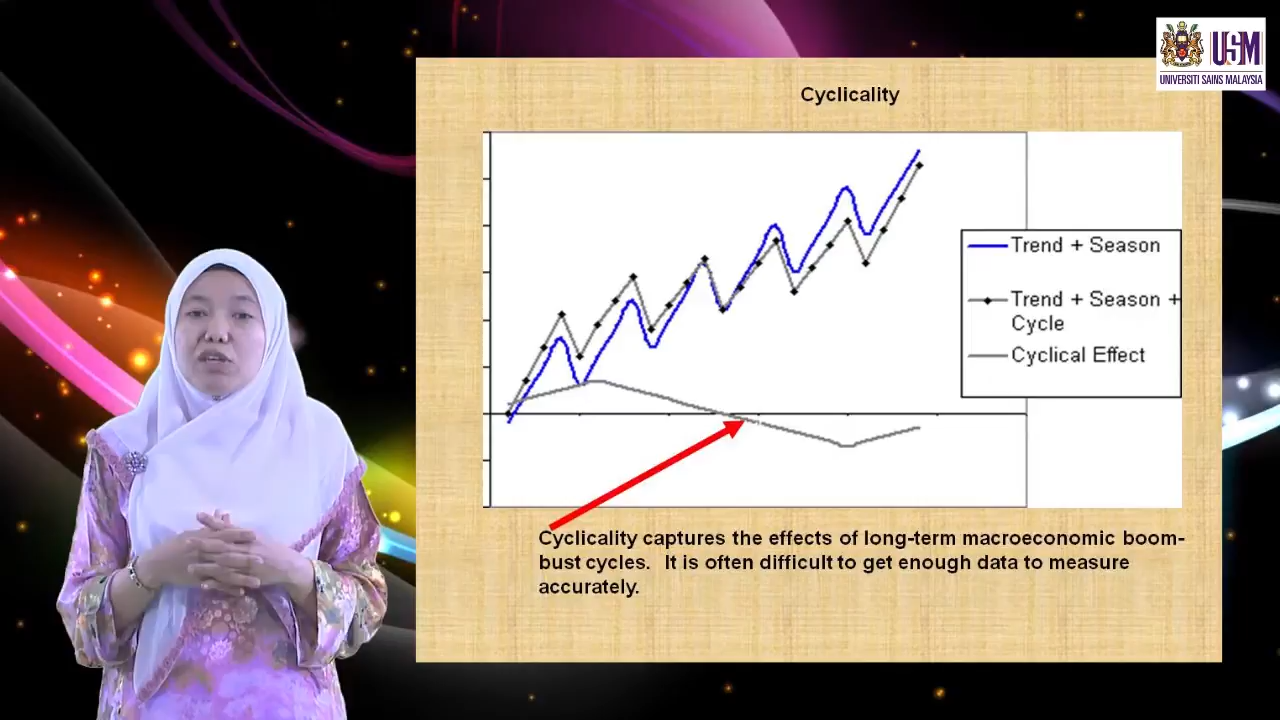 USM
UNIVERSITI SAINS MALAYSIA
Cyclicality
Trend + Season
Trend + Season +
Cycle
Cyclical Effect
Cyclicality captures the effects of long-term macroeconomic boom-
bust cycles. It is often difficult to get enough data to measure
accurately.